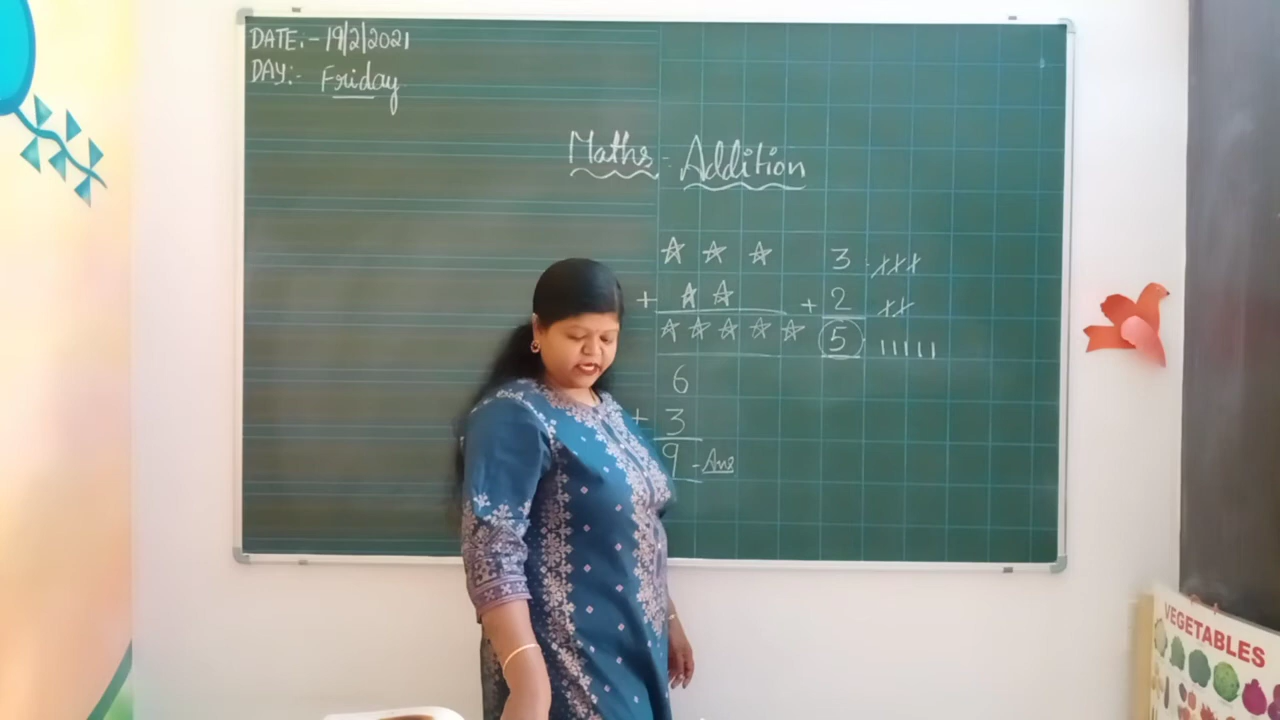 DATE:- 19/2/2021
DAY:- Friday
Maths - Addition
3
+ 2
5
6
+ 3
9 - Ans
VEGETABLES